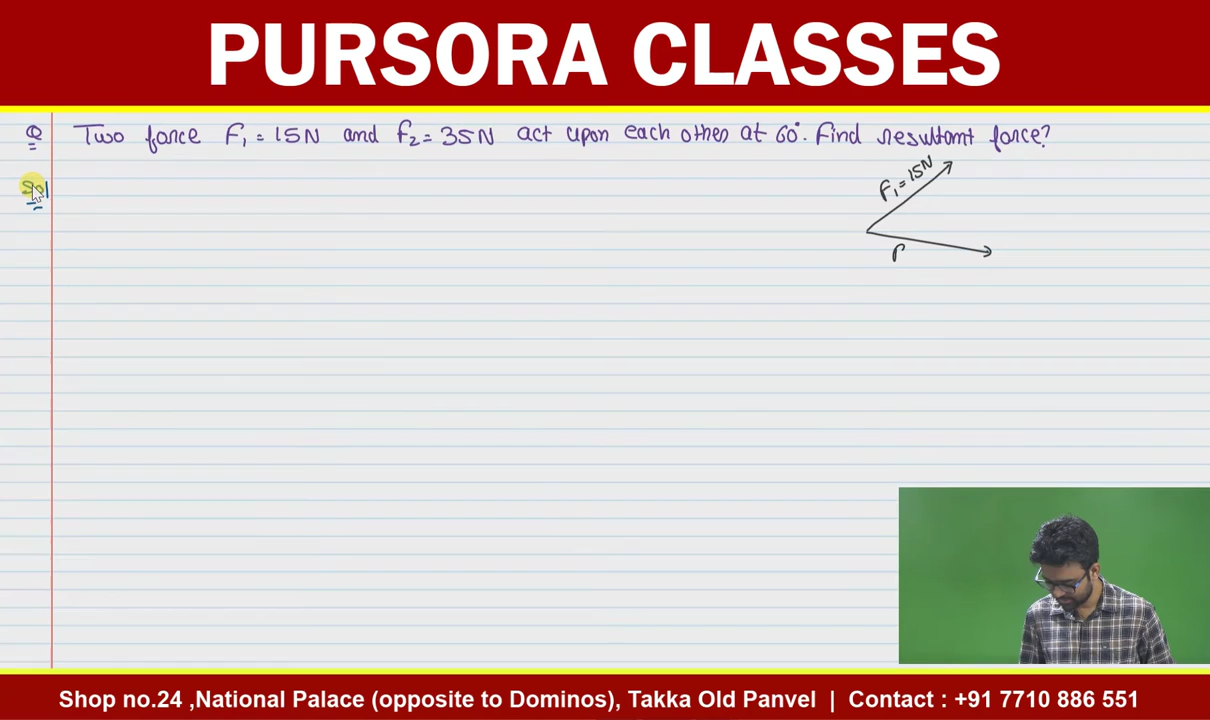 PURSORA CLASSES
Q Two force F₁ = 15N and F₂ = 35N act upon each other at 60°. Find resultant force?
Sol
F₁ = 15N
Shop no.24 ,National Palace (opposite to Dominos), Takka Old Panvel | Contact : +91 7710 886 551